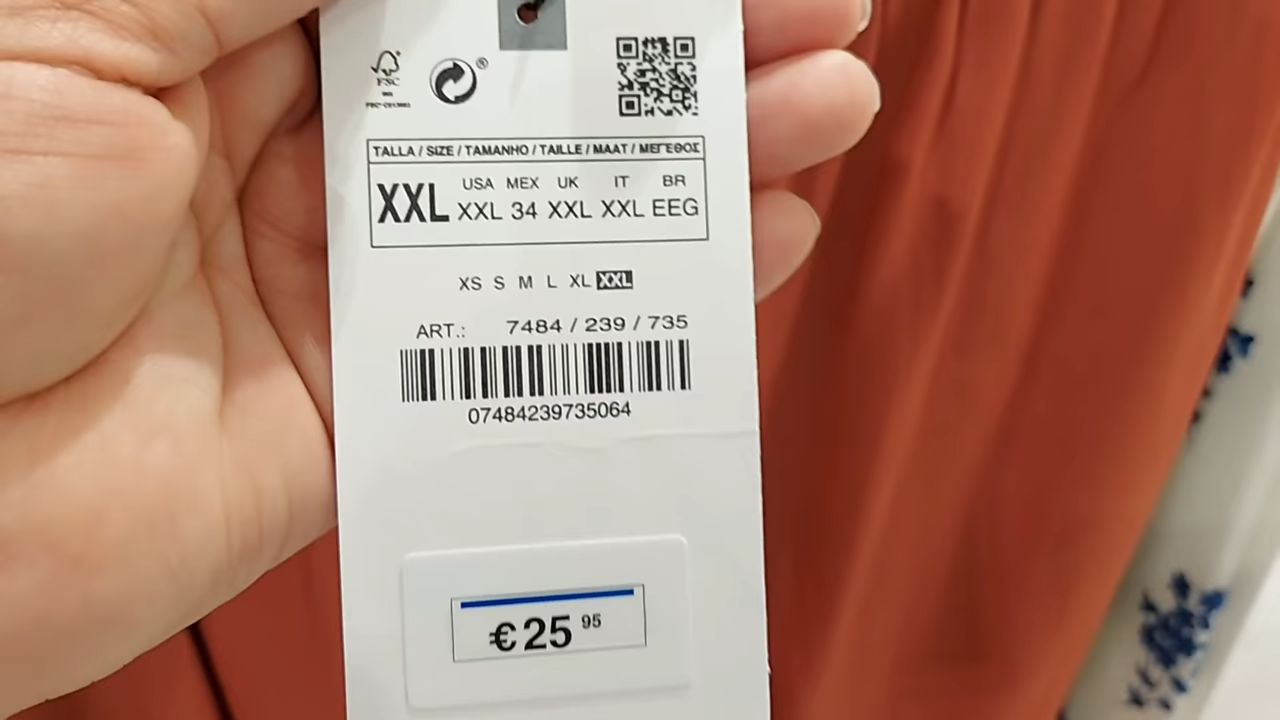 FSC
®
TALLA / SIZE / TAMANHO / TAILLE / MAAT / ΜΕΓΕΘΟΣ
USA MEX UK IT BR
XXL XXL 34 XXL XXL EEG
XS S M L XL XXL
ART.: 7484 / 239 / 735
07484239735064
€25 95